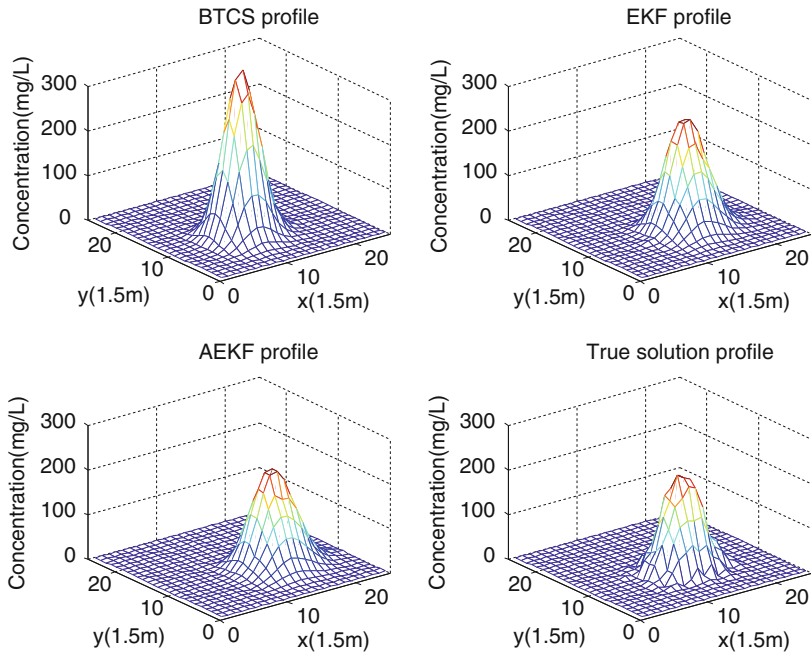 BTCS profile
Concentration(mg/L)
300
200
100
0
20
10
0
y(1.5m)
0
10
20
x(1.5m)
EKF profile
Concentration(mg/L)
300
200
100
0
20
10
0
y(1.5m)
0
10
20
x(1.5m)
AEKF profile
Concentration(mg/L)
300
200
100
0
20
10
0
y(1.5m)
0
10
20
x(1.5m)
True solution profile
Concentration(mg/L)
300
200
100
0
20
10
0
y(1.5m)
0
10
20
x(1.5m)